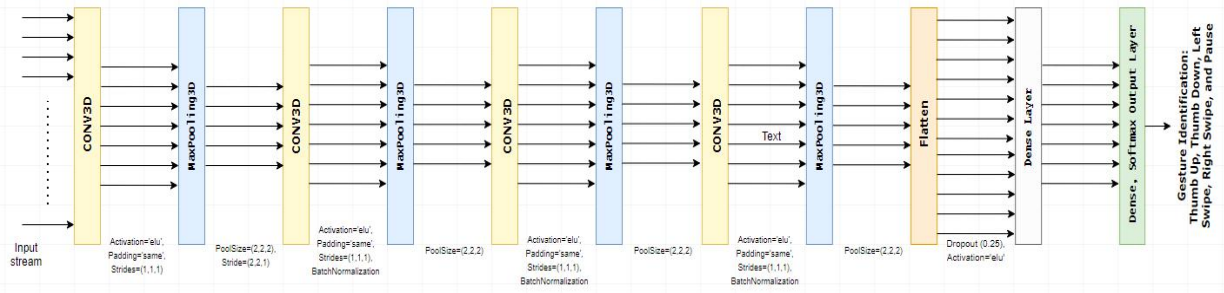 Input
stream
CONV3D
Activation='elu',
Padding='same',
Strides=(1,1,1)
MaxPooling3D
PoolSize=(2,2,2),
Stride=(2,2,1)
CONV3D
Activation='elu',
Padding='same',
Strides=(1,1,1),
BatchNormalization
MaxPooling3D
PoolSize=(2,2,2)
CONV3D
Activation='elu',
Padding='same',
Strides=(1,1,1),
BatchNormalization
MaxPooling3D
PoolSize=(2,2,2)
CONV3D
Text
Activation='elu',
Padding='same',
Strides=(1,1,1),
BatchNormalization
MaxPooling3D
PoolSize=(2,2,2)
Flatten
Dropout (0.25),
Activation='elu'
Dense Layer
Dense, Softmax Output Layer
Gesture Identification:
Thumb Up, Thumb Down, Left
Swipe, Right Swipe, and Pause